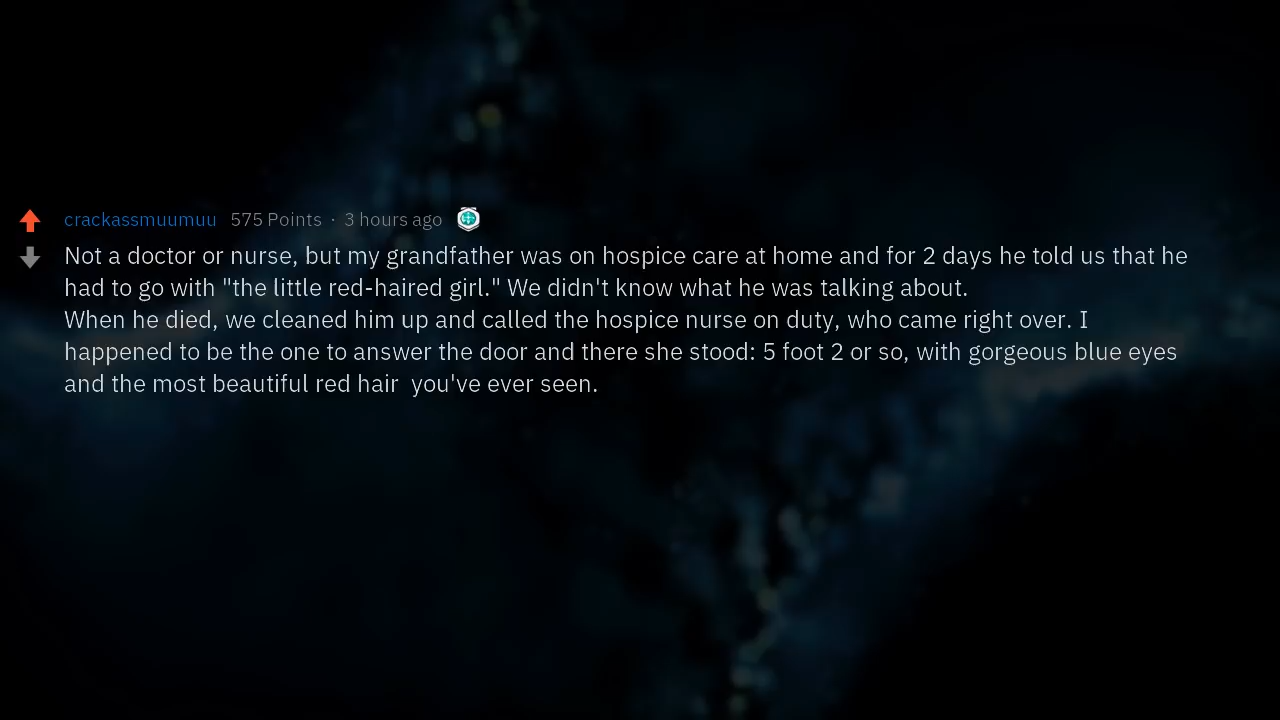 crackassmuumuu 575 Points · 3 hours ago
Not a doctor or nurse, but my grandfather was on hospice care at home and for 2 days he told us that he
had to go with "the little red-haired girl." We didn't know what he was talking about.
When he died, we cleaned him up and called the hospice nurse on duty, who came right over. I
happened to be the one to answer the door and there she stood: 5 foot 2 or so, with gorgeous blue eyes
and the most beautiful red hair  you've ever seen.